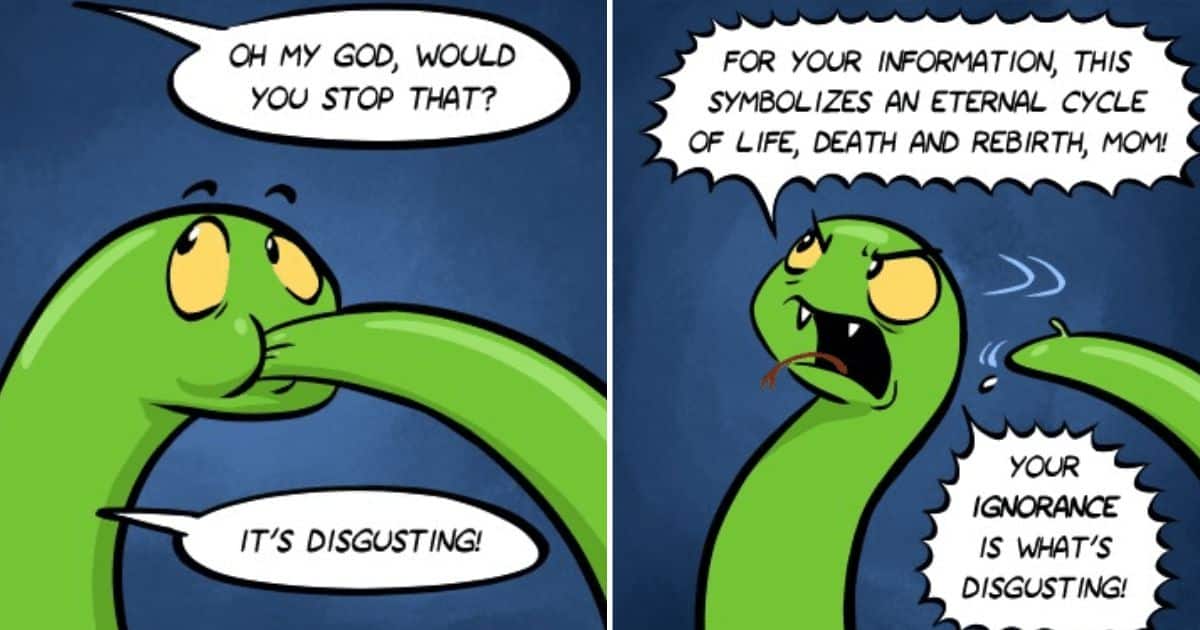 OH MY GOD, WOULD
YOU STOP THAT?
IT'S DISGUSTING!
FOR YOUR INFORMATION, THIS
SYMBOLIZES AN ETERNAL CYCLE
OF LIFE, DEATH AND REBIRTH, MOM!
YOUR
IGNORANCE
IS WHAT'S
DISGUSTING!